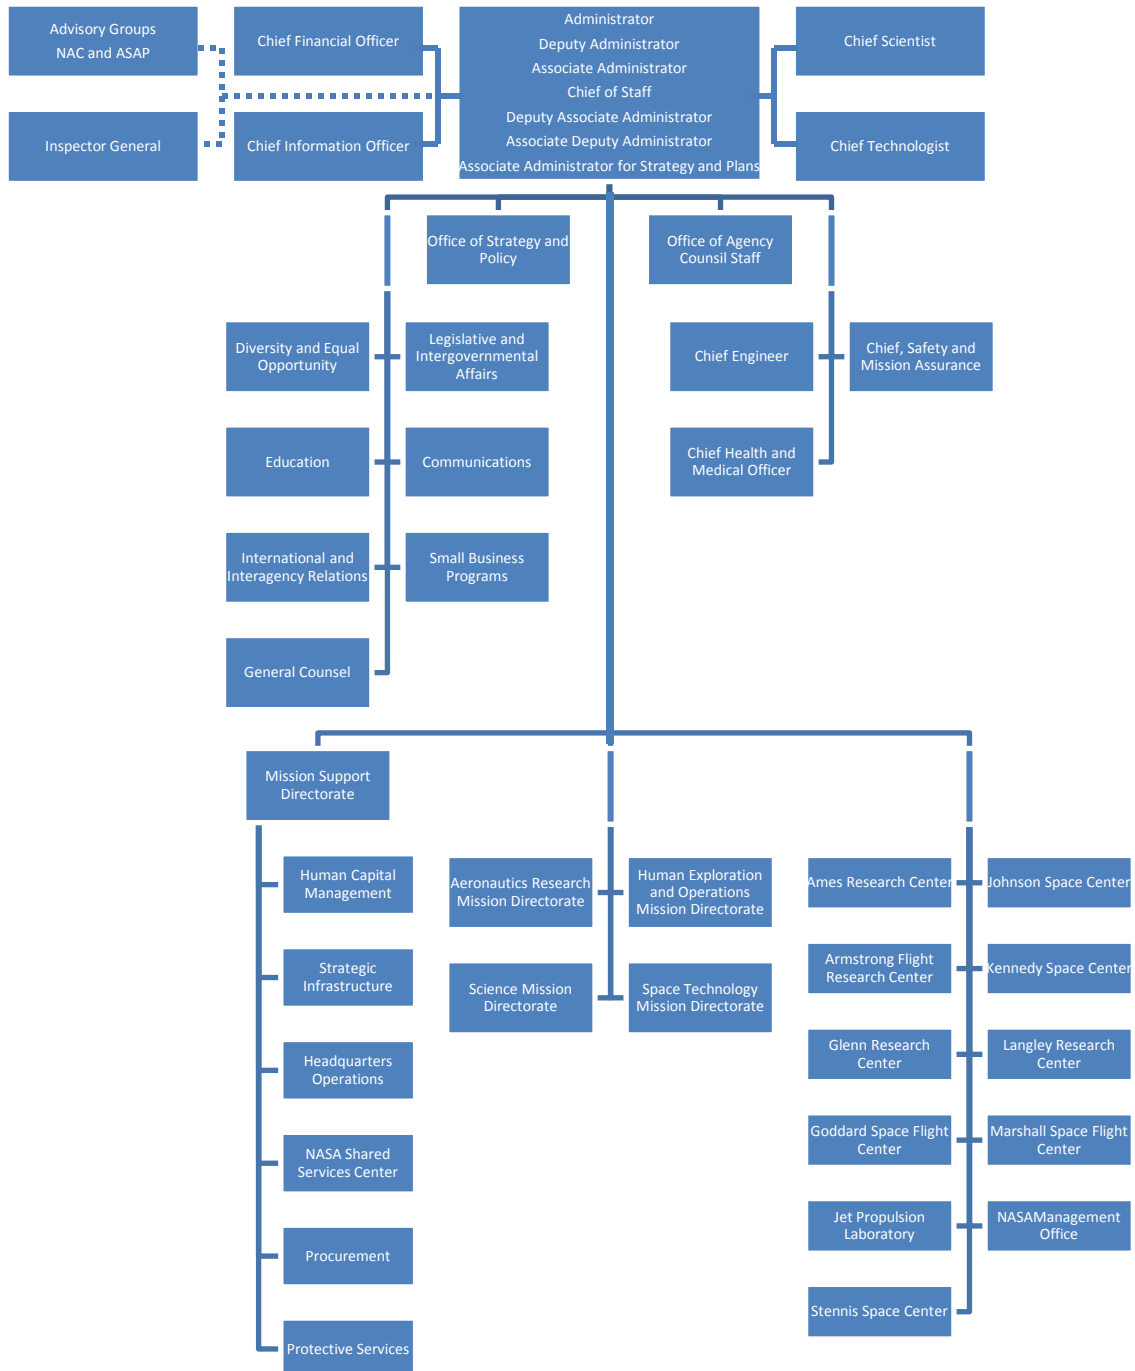 Advisory Groups
NAC and ASAP
Chief Financial Officer
Administrator
Deputy Administrator
Associate Administrator
Chief of Staff
Deputy Associate Administrator
Associate Deputy Administrator
Associate Administrator for Strategy and Plans
Chief Scientist
Inspector General
Chief Information Officer
Chief Technologist
Office of Strategy and
Policy
Office of Agency
Counsil Staff
Diversity and Equal
Opportunity
Legislative and
Intergovernmental
Affairs
Chief Engineer
Chief, Safety and
Mission Assurance
Education
Communications
Chief Health and
Medical Officer
International and
Interagency Relations
Small Business
Programs
General Counsel
Mission Support
Directorate
Human Capital
Management
Strategic
Infrastructure
Headquarters
Operations
NASA Shared
Services Center
Procurement
Protective Services
Aeronautics Research
Mission Directorate
Human Exploration
and Operations
Mission Directorate
Science Mission
Directorate
Space Technology
Mission Directorate
Ames Research Center
Johnson Space Center
Armstrong Flight
Research Center
Kennedy Space Center
Glenn Research
Center
Langley Research
Center
Goddard Space Flight
Center
Marshall Space Flight
Center
Jet Propulsion
Laboratory
NASAManagement
Office
Stennis Space Center